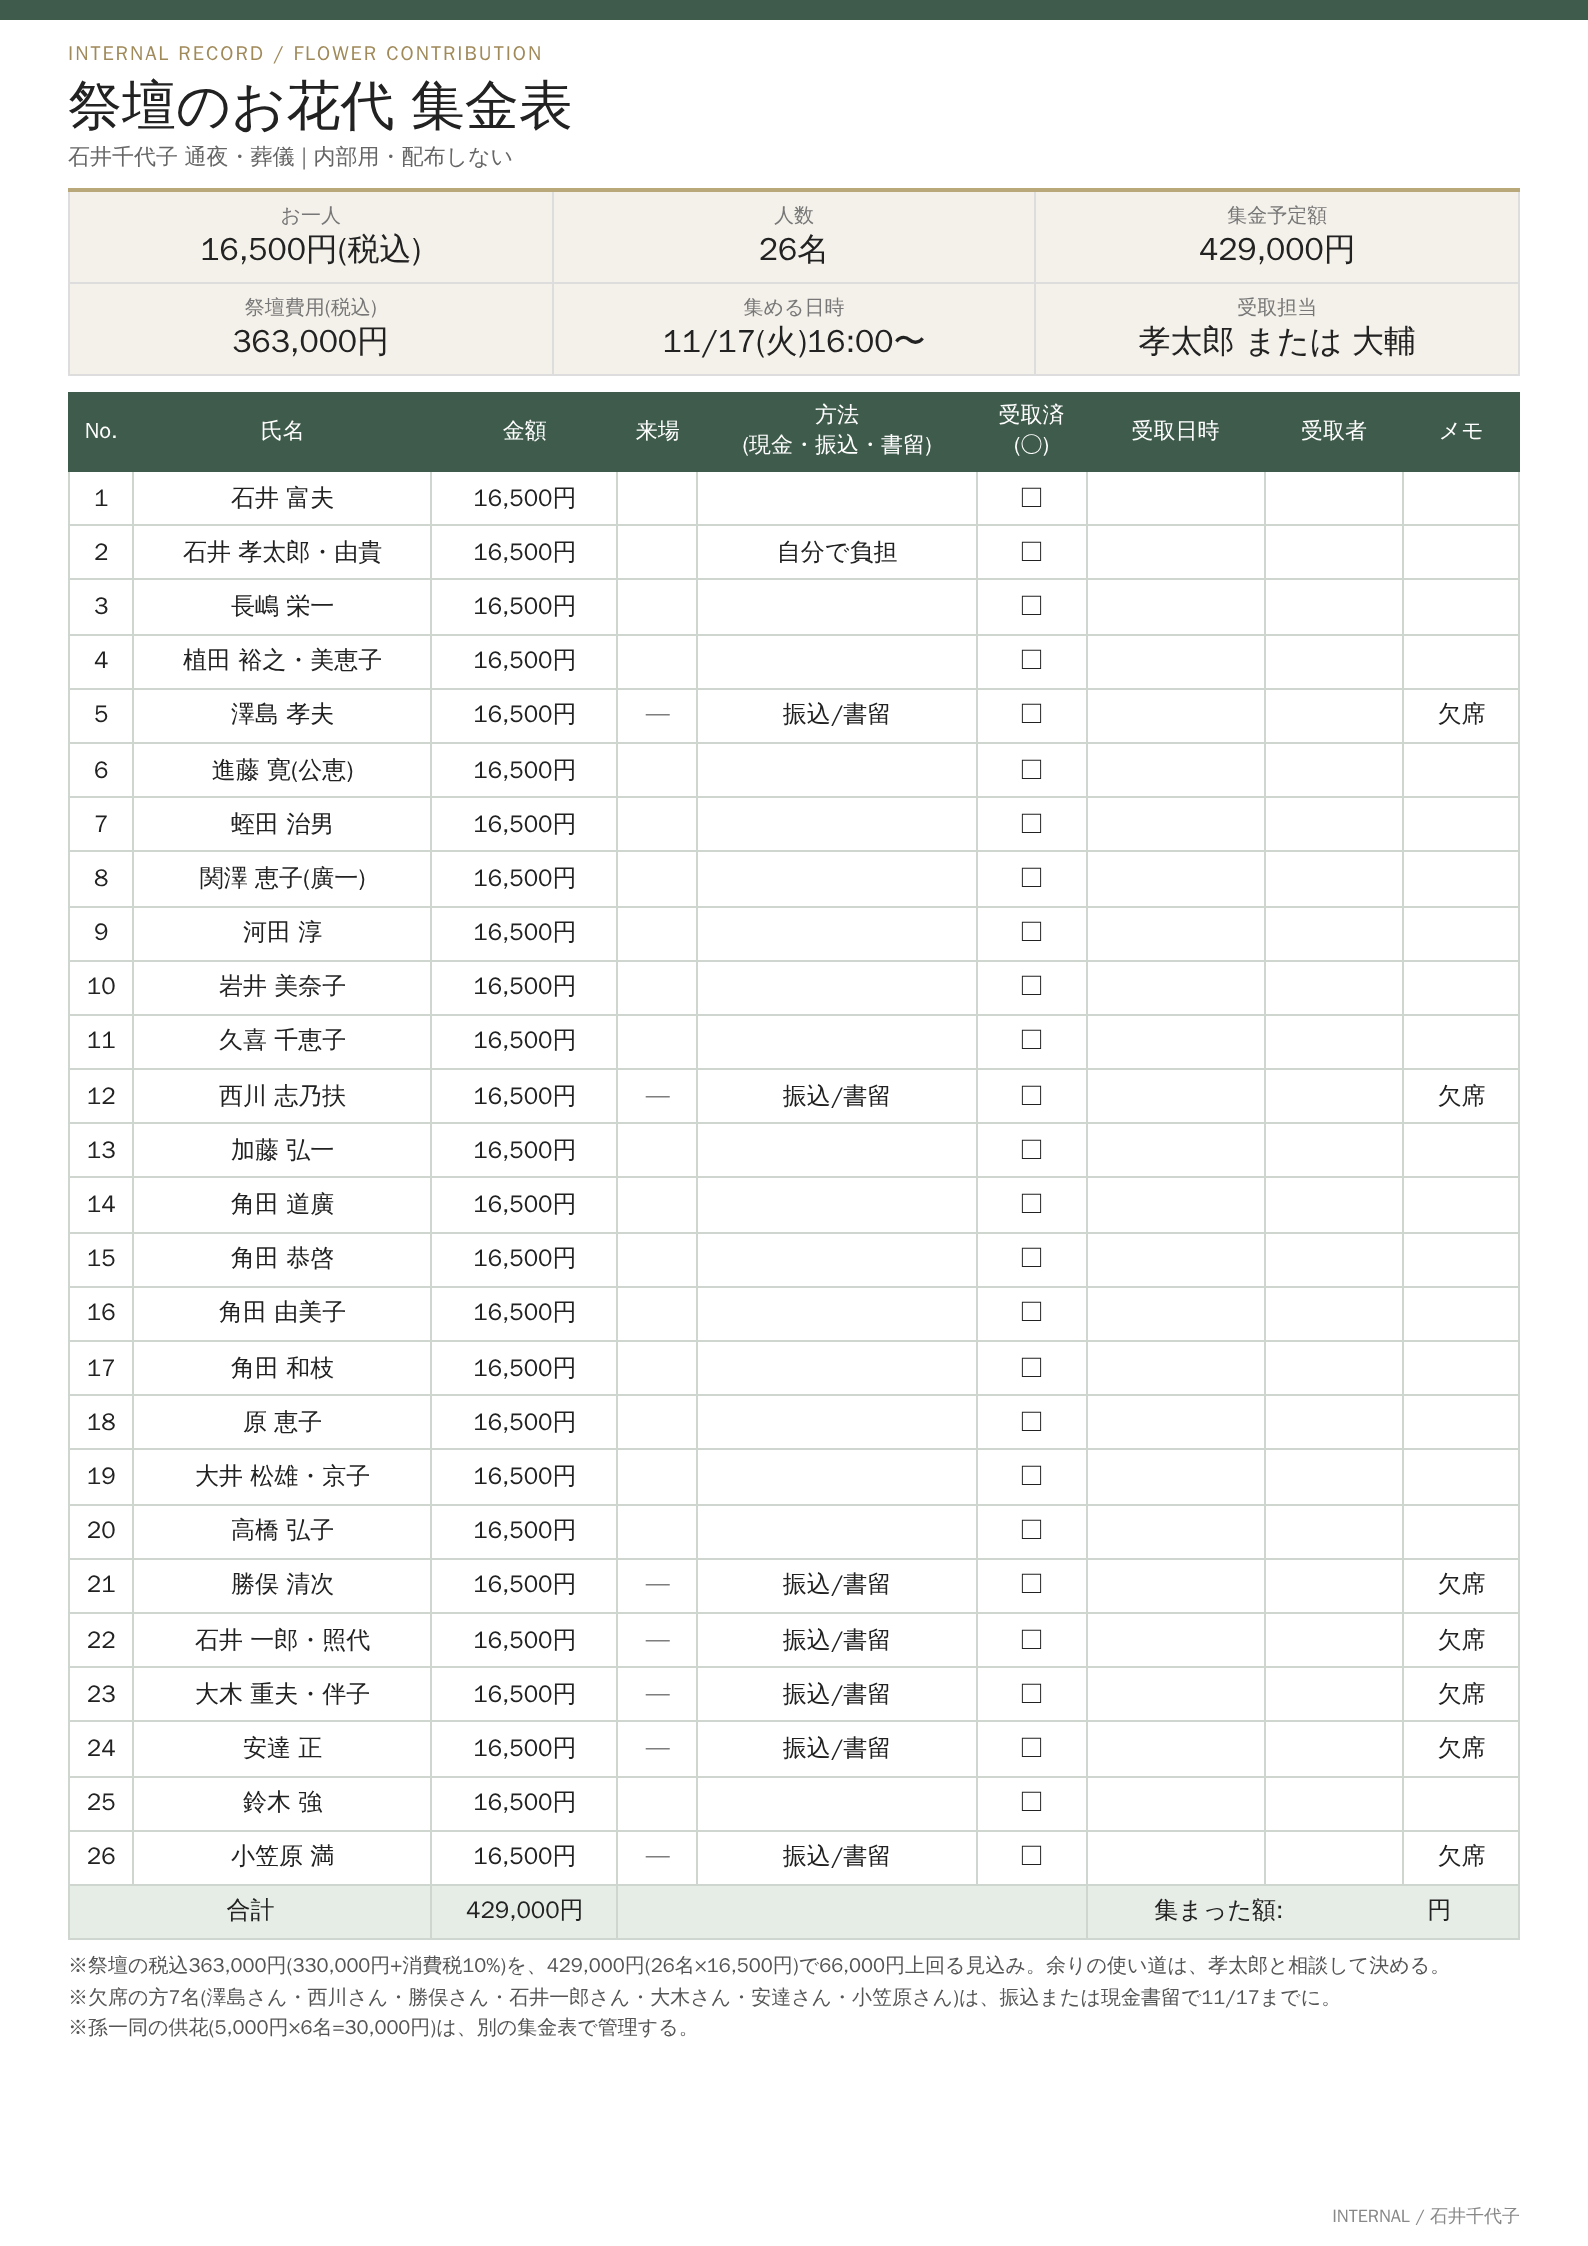 INTERNAL RECORD / FLOWER CONTRIBUTION
祭壇のお花代 集金表
石井千代子 通夜・葬儀 | 内部用・配布しない
お一人 人数 集金予定額
16,500円(税込) 26名 429,000円
祭壇費用(税込) 集める日時 受取担当
363,000円 11/17(火)16:00〜 孝太郎 または 大輔
No. 氏名 金額 来場 方法 (現金・振込・書留) 受取済 (〇) 受取日時 受取者 メモ
1 石井 富夫 16,500円 □
2 石井 孝太郎・由貴 16,500円 自分で負担 □
3 長嶋 栄一 16,500円 □
4 植田 裕之・美恵子 16,500円 □
5 澤島 孝夫 16,500円 — 振込/書留 □ 欠席
6 進藤 寛(公恵) 16,500円 □
7 蛭田 治男 16,500円 □
8 関澤 恵子(廣一) 16,500円 □
9 河田 淳 16,500円 □
10 岩井 美奈子 16,500円 □
11 久喜 千恵子 16,500円 □
12 西川 志乃扶 16,500円 — 振込/書留 □ 欠席
13 加藤 弘一 16,500円 □
14 角田 道廣 16,500円 □
15 角田 恭啓 16,500円 □
16 角田 由美子 16,500円 □
17 角田 和枝 16,500円 □
18 原 恵子 16,500円 □
19 大井 松雄・京子 16,500円 □
20 高橋 弘子 16,500円 □
21 勝俣 清次 16,500円 — 振込/書留 □ 欠席
22 石井 一郎・照代 16,500円 — 振込/書留 □ 欠席
23 大木 重夫・伴子 16,500円 — 振込/書留 □ 欠席
24 安達 正 16,500円 — 振込/書留 □ 欠席
25 鈴木 強 16,500円 □
26 小笠原 満 16,500円 — 振込/書留 □ 欠席
合計 429,000円 集まった額: 円
※祭壇の税込363,000円(330,000円+消費税10%)を、429,000円(26名×16,500円)で66,000円上回る見込み。余りの使い道は、孝太郎と相談して決める。
※欠席の方7名(澤島さん・西川さん・勝俣さん・石井一郎さん・大木さん・安達さん・小笠原さん)は、振込または現金書留で11/17までに。
※孫一同の供花(5,000円×6名=30,000円)は、別の集金表で管理する。
INTERNAL / 石井千代子